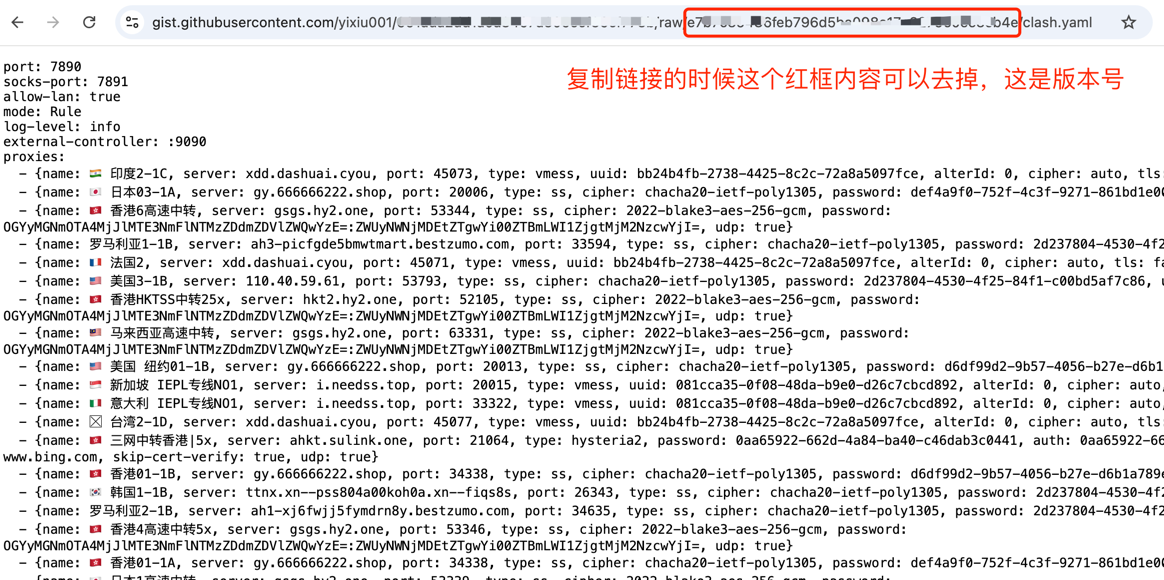 gist.githubusercontent.com/yixiu001/
/clash.yaml
复制链接的时候这个红框内容可以去掉，这是版本号
port: 7890
socks-port: 7891
allow-lan: true
mode: Rule
log-level: info
external-controller: :9090
proxies:
- {name: 🇮🇳 印度2-1C, server: xdd.dashuai.cyou, port: 45073, type: vmess, uuid: bb24b4fb-2738-4425-8c2c-72a8a5097fce, alterId: 0, cipher: auto, tls:
- {name: 🇯🇵 日本03-1A, server: gy.666666222.shop, port: 20006, type: ss, cipher: chacha20-ietf-poly1305, password: def4a9f0-752f-4c3f-9271-861bd1e00
- {name: 🇭🇰 香港6高速中转, server: gsgs.hy2.one, port: 53344, type: ss, cipher: 2022-blake3-aes-256-gcm, password:
OGYyMGNmOTA4MjJlMTE3NmFlNTMzZDdmZDVlZWQwYzE=:ZWUyNWNjMDEtZTgwYi00ZTBmLWI1ZjgtMjM2NzcwYjI=, udp: true}
- {name: 罗马利亚1-1B, server: ah3-picfgde5bmwtmart.bestzumo.com, port: 33594, type: ss, cipher: chacha20-ietf-poly1305, password: 2d237804-4530-4f2
- {name: 🇫🇷 法国2, server: xdd.dashuai.cyou, port: 45071, type: vmess, uuid: bb24b4fb-2738-4425-8c2c-72a8a5097fce, alterId: 0, cipher: auto, tls: fa
- {name: 🇺🇸 美国3-1B, server: 110.40.59.61, port: 53793, type: ss, cipher: chacha20-ietf-poly1305, password: 2d237804-4530-4f25-84f1-c00bd5af7c86, u
- {name: 🇭🇰 香港HKTSS中转25x, server: hkt2.hy2.one, port: 52105, type: ss, cipher: 2022-blake3-aes-256-gcm, password:
OGYyMGNmOTA4MjJlMTE3NmFlNTMzZDdmZDVlZWQwYzE=:ZWUyNWNjMDEtZTgwYi00ZTBmLWI1ZjgtMjM2NzcwYjI=, udp: true}
- {name: 🇲🇾 马来西亚高速中转, server: gsgs.hy2.one, port: 63331, type: ss, cipher: 2022-blake3-aes-256-gcm, password:
OGYyMGNmOTA4MjJlMTE3NmFlNTMzZDdmZDVlZWQwYzE=:ZWUyNWNjMDEtZTgwYi00ZTBmLWI1ZjgtMjM2NzcwYjI=, udp: true}
- {name: 🇺🇸 美国 纽约01-1B, server: gy.666666222.shop, port: 20013, type: ss, cipher: chacha20-ietf-poly1305, password: d6df99d2-9b57-4056-b27e-d6b1
- {name: 🇸🇬 新加坡 IEPL专线NO1, server: i.needss.top, port: 20015, type: vmess, uuid: 081cca35-0f08-48da-b9e0-d26c7cbcd892, alterId: 0, cipher: auto,
- {name: 🇮🇹 意大利 IEPL专线NO1, server: i.needss.top, port: 33322, type: vmess, uuid: 081cca35-0f08-48da-b9e0-d26c7cbcd892, alterId: 0, cipher: auto,
- {name: 台湾2-1D, server: xdd.dashuai.cyou, port: 45077, type: vmess, uuid: bb24b4fb-2738-4425-8c2c-72a8a5097fce, alterId: 0, cipher: auto, tls:
- {name: 🇭🇰 三网中转香港|5x, server: ahkt.sulink.one, port: 21064, type: hysteria2, password: 0aa65922-662d-4a84-ba40-c46dab3c0441, auth: 0aa65922-66
www.bing.com, skip-cert-verify: true, udp: true}
- {name: 🇭🇰 香港01-1B, server: gy.666666222.shop, port: 34338, type: ss, cipher: chacha20-ietf-poly1305, password: d6df99d2-9b57-4056-b27e-d6b1a789e
- {name: 🇰🇷 韩国1-1B, server: ttnx.xn--pss804a00koh0a.xn--fiqs8s, port: 26343, type: ss, cipher: chacha20-ietf-poly1305, password: 2d237804-4530-4f2
- {name: 罗马利亚2-1B, server: ah1-xj6fwjj5fymdrn8y.bestzumo.com, port: 34635, type: ss, cipher: chacha20-ietf-poly1305, password: 2d237804-4530-4f2
- {name: 🇭🇰 香港4高速中转5x, server: gsgs.hy2.one, port: 53346, type: ss, cipher: 2022-blake3-aes-256-gcm, password:
OGYyMGNmOTA4MjJlMTE3NmFlNTMzZDdmZDVlZWQwYzE=:ZWUyNWNjMDEtZTgwYi00ZTBmLWI1ZjgtMjM2NzcwYjI=, udp: true}
- {name: 🇭🇰 香港01-1A, server: gy.666666222.shop, port: 34338, type: ss, cipher: chacha20-ietf-poly1305, password: def4a9f0-752f-4c3f-9271-861bd1e00